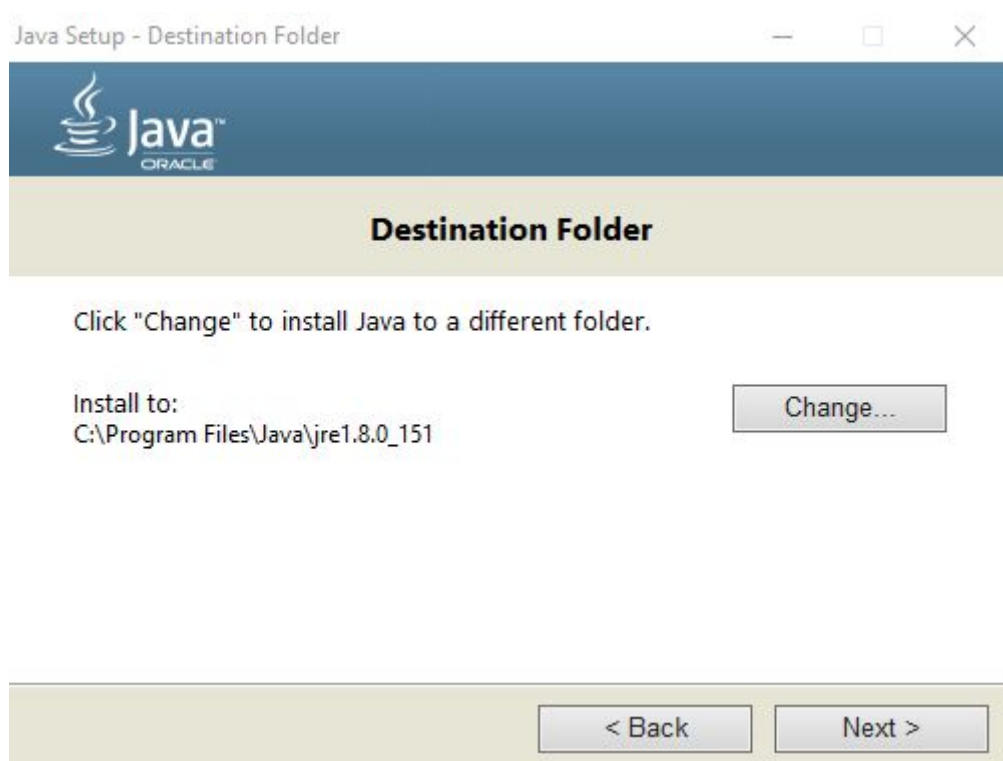 Java Setup - Destination Folder
Java™
ORACLE
Destination Folder
Click "Change" to install Java to a different folder.
Install to:
C:\Program Files\Java\jre1.8.0_151
Change...
< Back
Next >